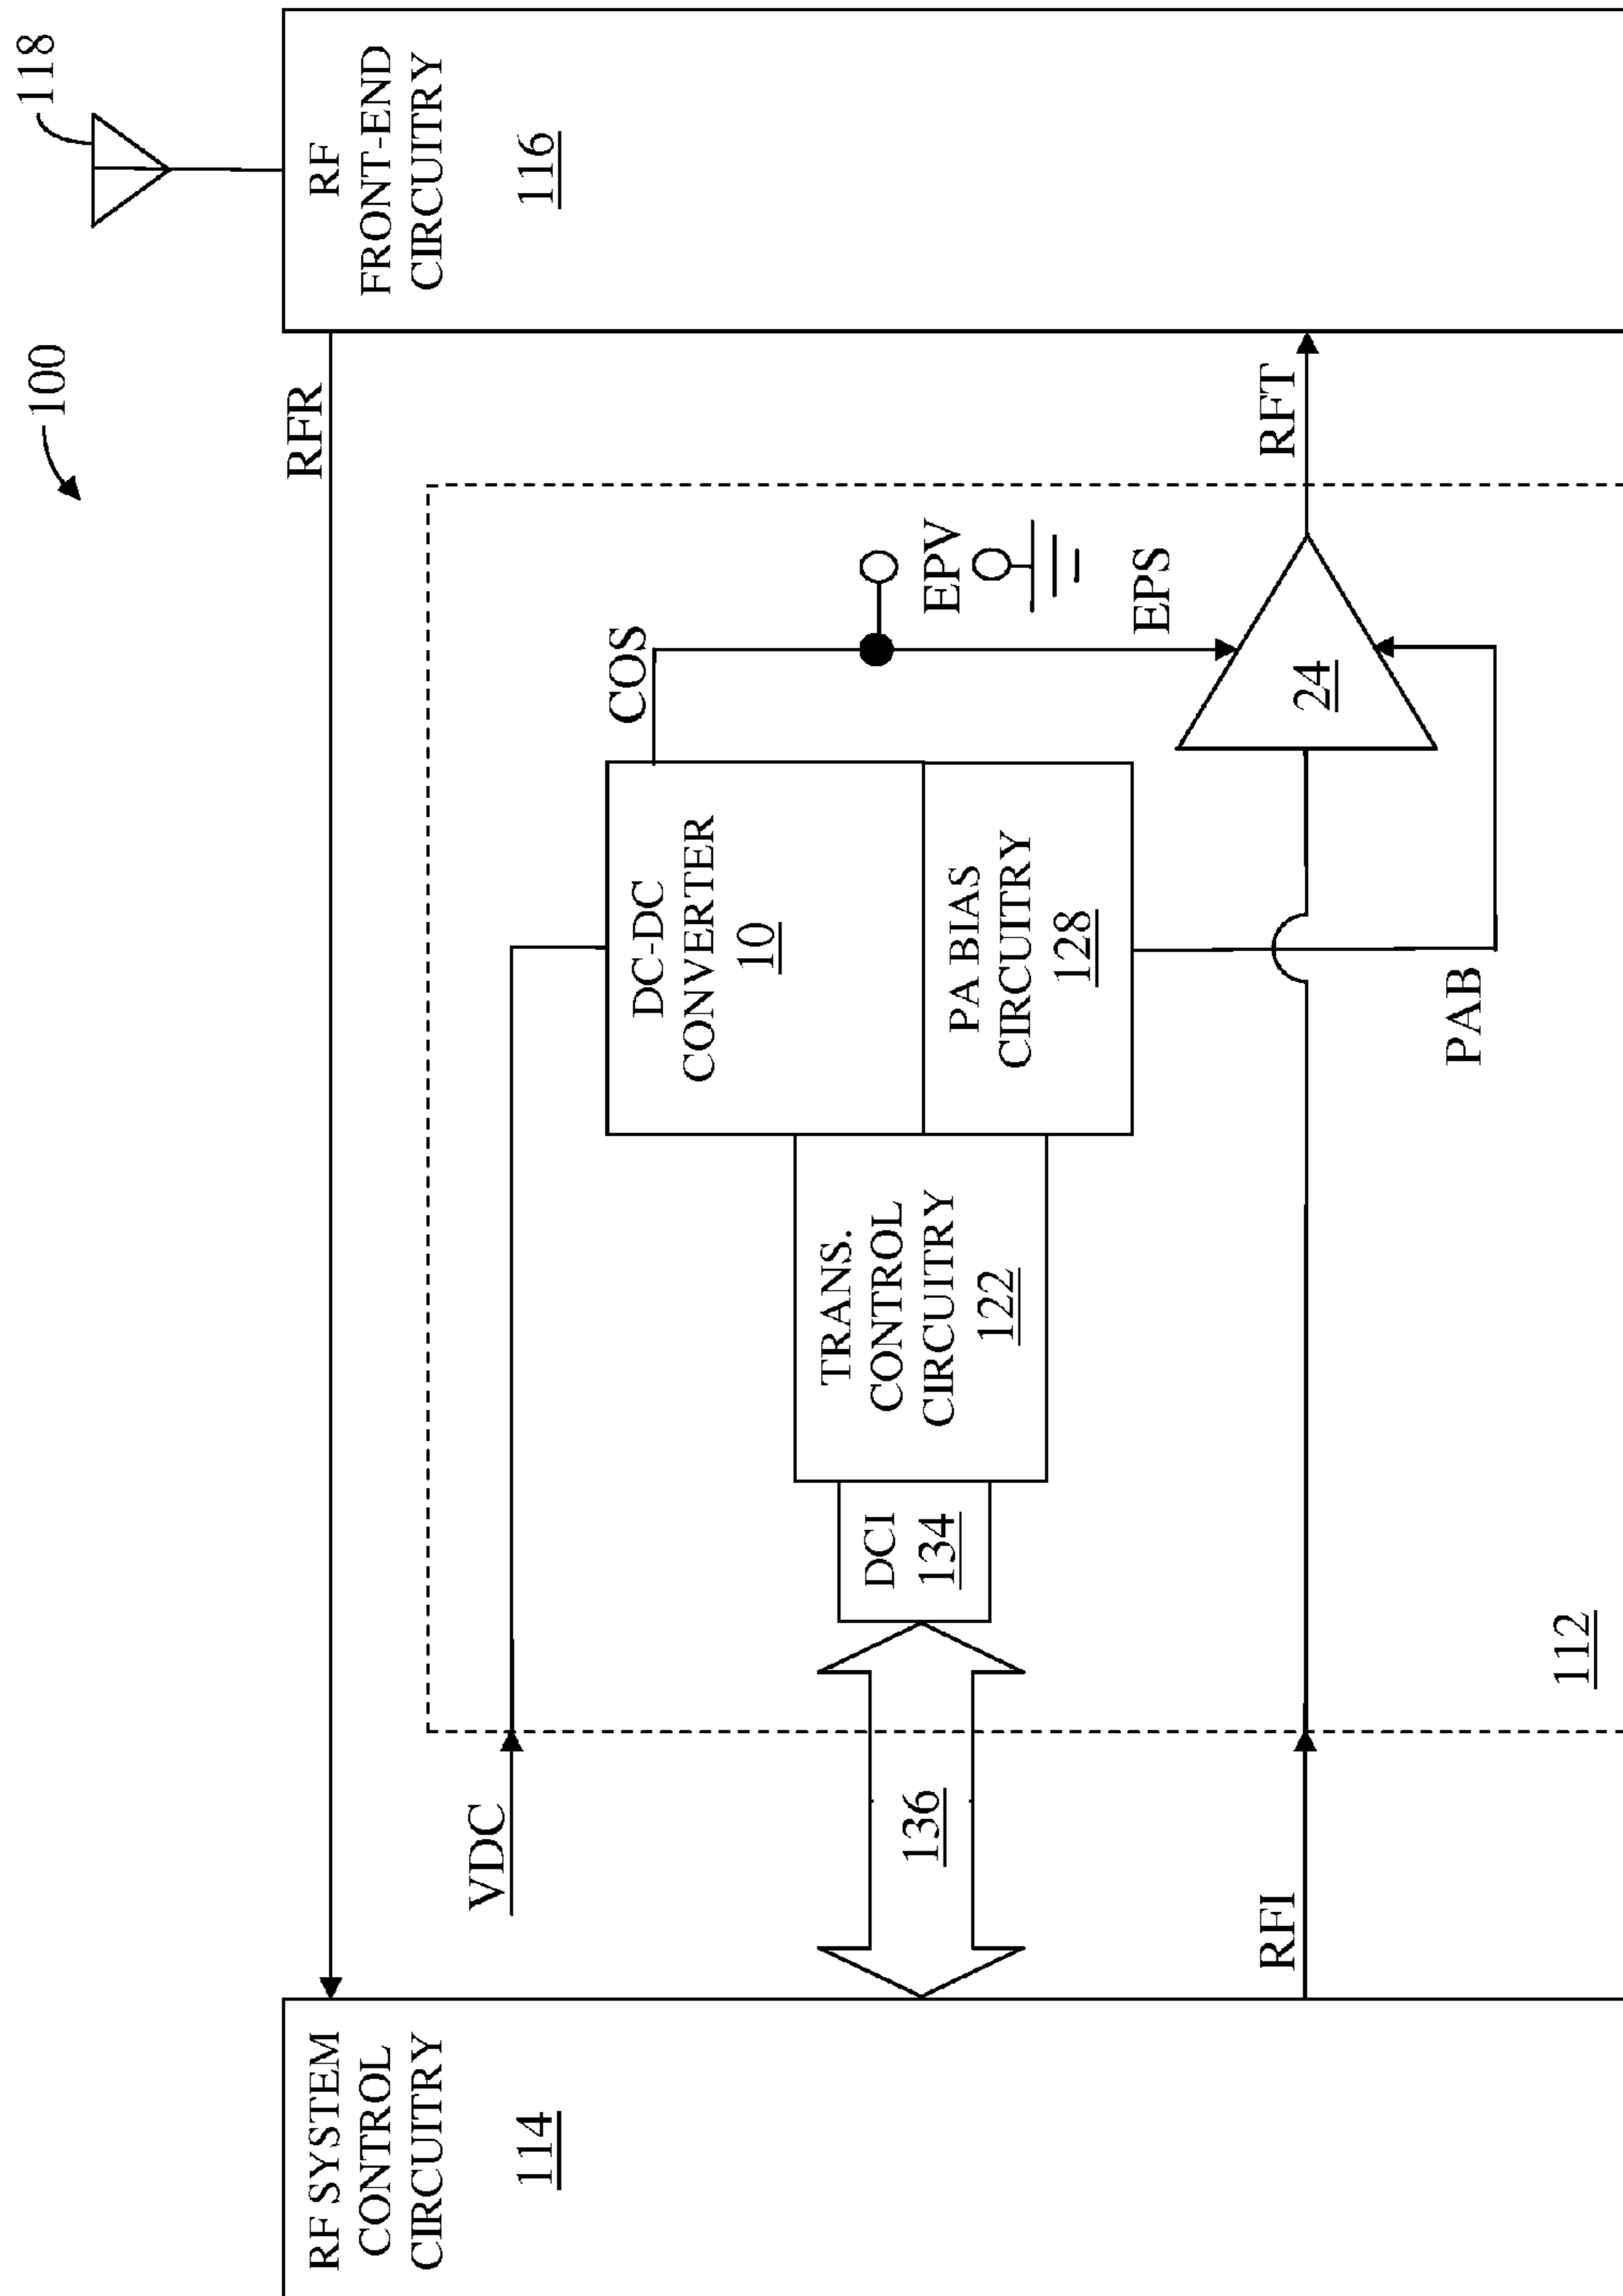 100
118
RFR
RF SYSTEM
CONTROL
CIRCUITRY
114
RF
FRONT-END
CIRCUITRY
116
VDC
COS
DC-DC
CONVERTER
10
EPV
TRANS.
CONTROL
CIRCUITRY
122
DCI
134
136
PA BIAS
CIRCUITRY
128
EPS
RFI
24
RFT
PAB
112